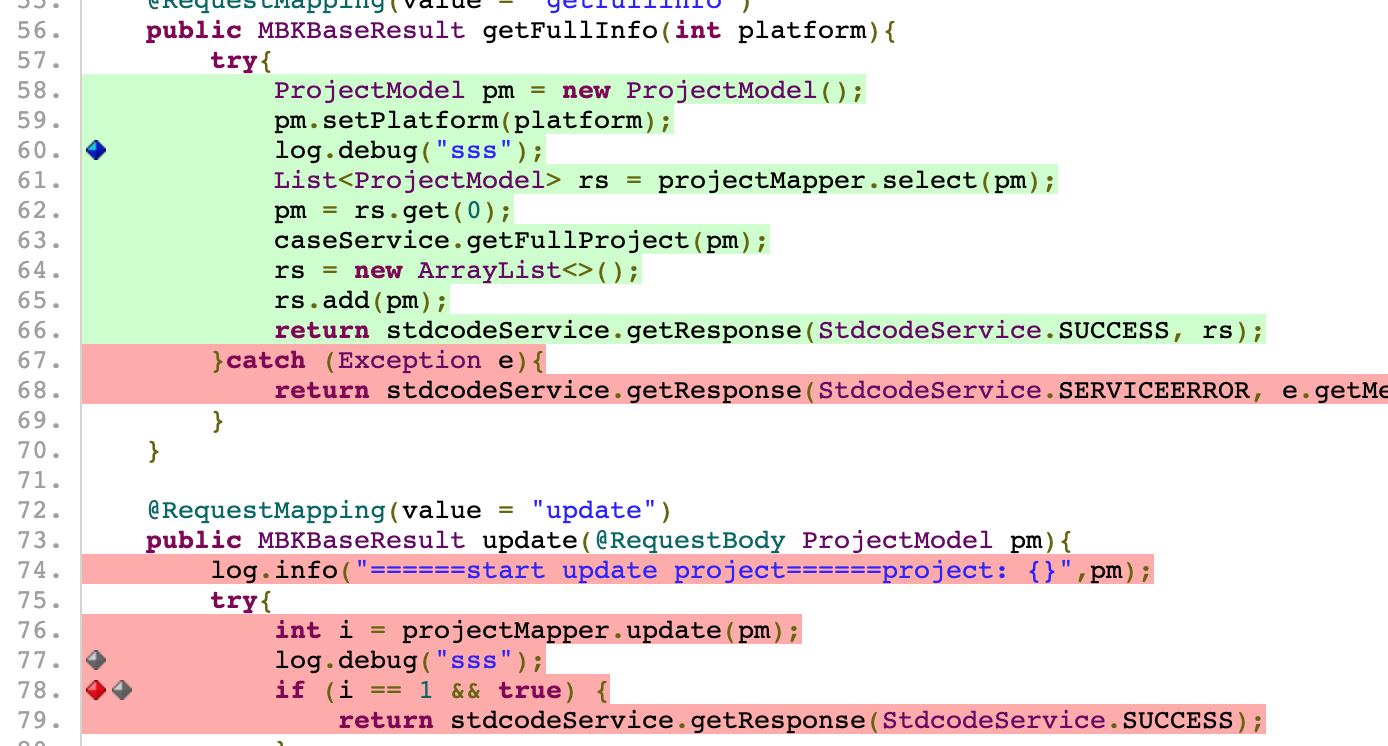 55.    @RequestMapping(value = "getfullinfo")
56.    public MBKBaseResult getFullInfo(int platform){
57.        try{
58.            ProjectModel pm = new ProjectModel();
59.            pm.setPlatform(platform);
60.            log.debug("sss");
61.            List<ProjectModel> rs = projectMapper.select(pm);
62.            pm = rs.get(0);
63.            caseService.getFullProject(pm);
64.            rs = new ArrayList<>();
65.            rs.add(pm);
66.            return stdcodeService.getResponse(StdcodeService.SUCCESS, rs);
67.        }catch (Exception e){
68.            return stdcodeService.getResponse(StdcodeService.SERVICEERROR, e.getMe
69.        }
70.    }
71.
72.    @RequestMapping(value = "update")
73.    public MBKBaseResult update(@RequestBody ProjectModel pm){
74.        log.info("======start update project======project: {}",pm);
75.        try{
76.            int i = projectMapper.update(pm);
77.            log.debug("sss");
78.            if (i == 1 && true) {
79.                return stdcodeService.getResponse(StdcodeService.SUCCESS);